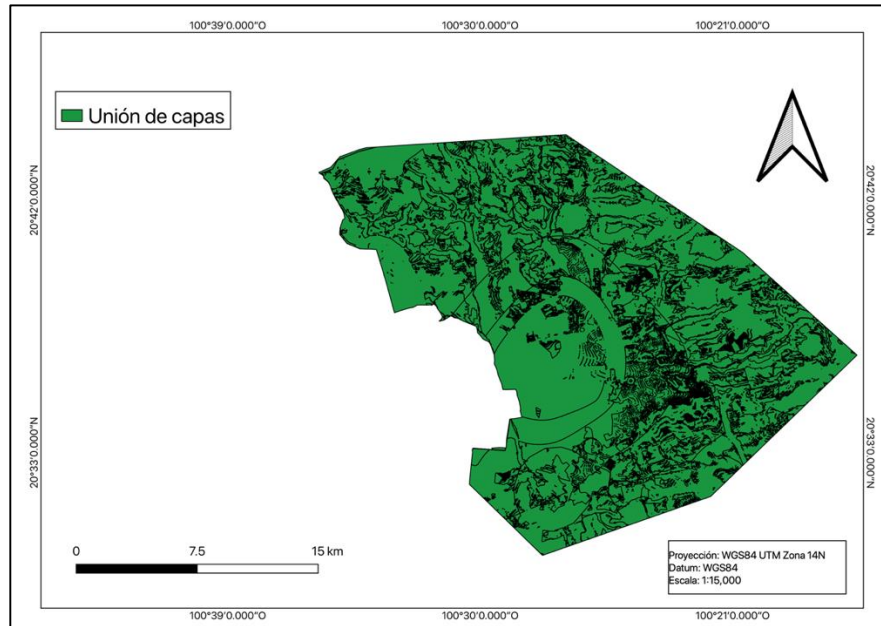 100°39'0.000"O 100°30'0.000"O 100°21'0.000"O
Unión de capas
20°42'0.000"N 20°42'0.000"N
20°33'0.000"N 20°33'0.000"N
0 7.5 15 km
Proyección: WGS84 UTM Zona 14N
Datum: WGS84
Escala: 1:15,000
100°39'0.000"O 100°30'0.000"O 100°21'0.000"O